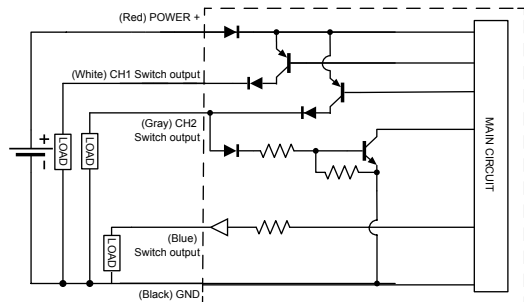 (Red) POWER +
(White) CH1 Switch output
(Gray) CH2
Switch output
(Blue)
Switch output
(Black) GND
LOAD
LOAD
LOAD
+
-
MAIN CIRCUIT